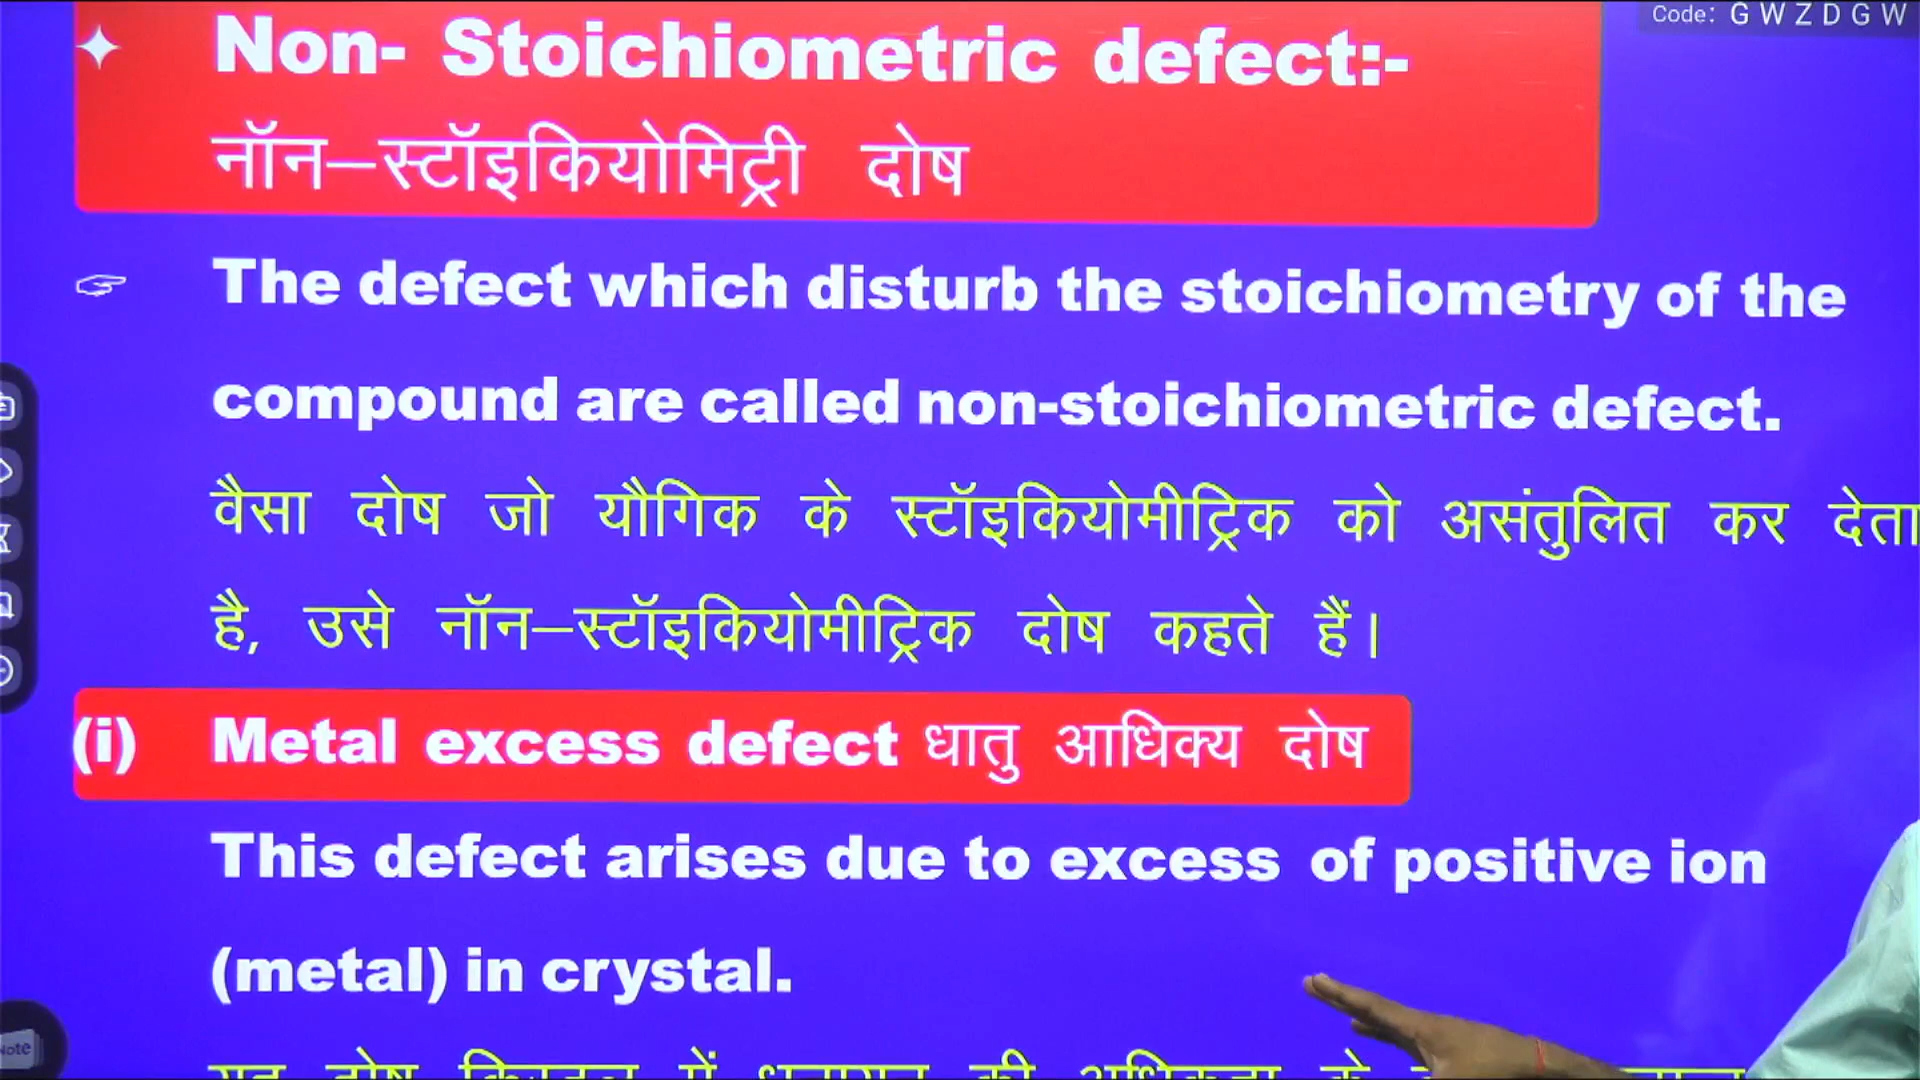 Code: GWZDGW
Non- Stoichiometric defect:-
नॉन–स्टॉइकियोमिट्री दोष
The defect which disturb the stoichiometry of the
compound are called non-stoichiometric defect.
वैसा दोष जो यौगिक के स्टॉइकियोमीट्रिक को असंतुलित कर देता
है, उसे नॉन–स्टॉइकियोमीट्रिक दोष कहते हैं।
(i) Metal excess defect धातु आधिक्य दोष
This defect arises due to excess of positive ion
(metal) in crystal.
Note